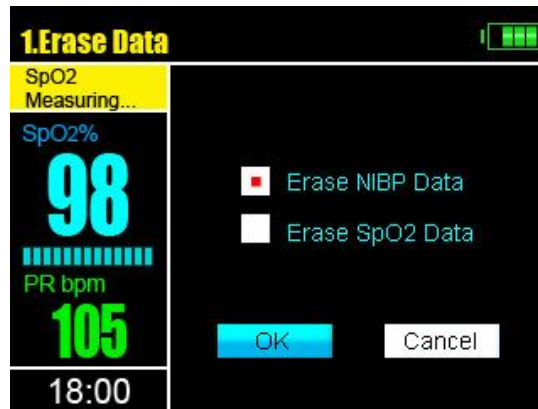 1.Erase Data
SpO2
Measuring...
SpO2%
98
PR bpm
105
18:00
Erase NIBP Data
Erase SpO2 Data
OK Cancel